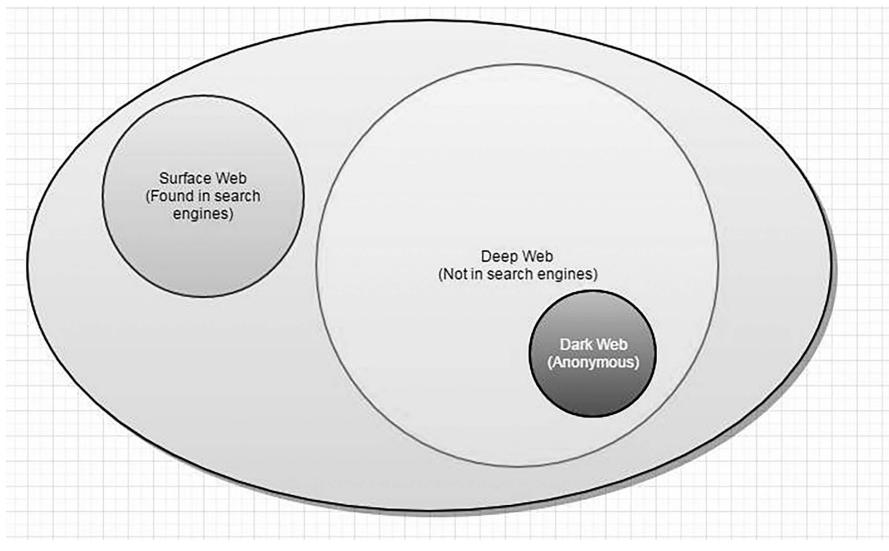 Surface Web
(Found in search
engines)
Deep Web
(Not in search engines)
Dark Web
(Anonymous)